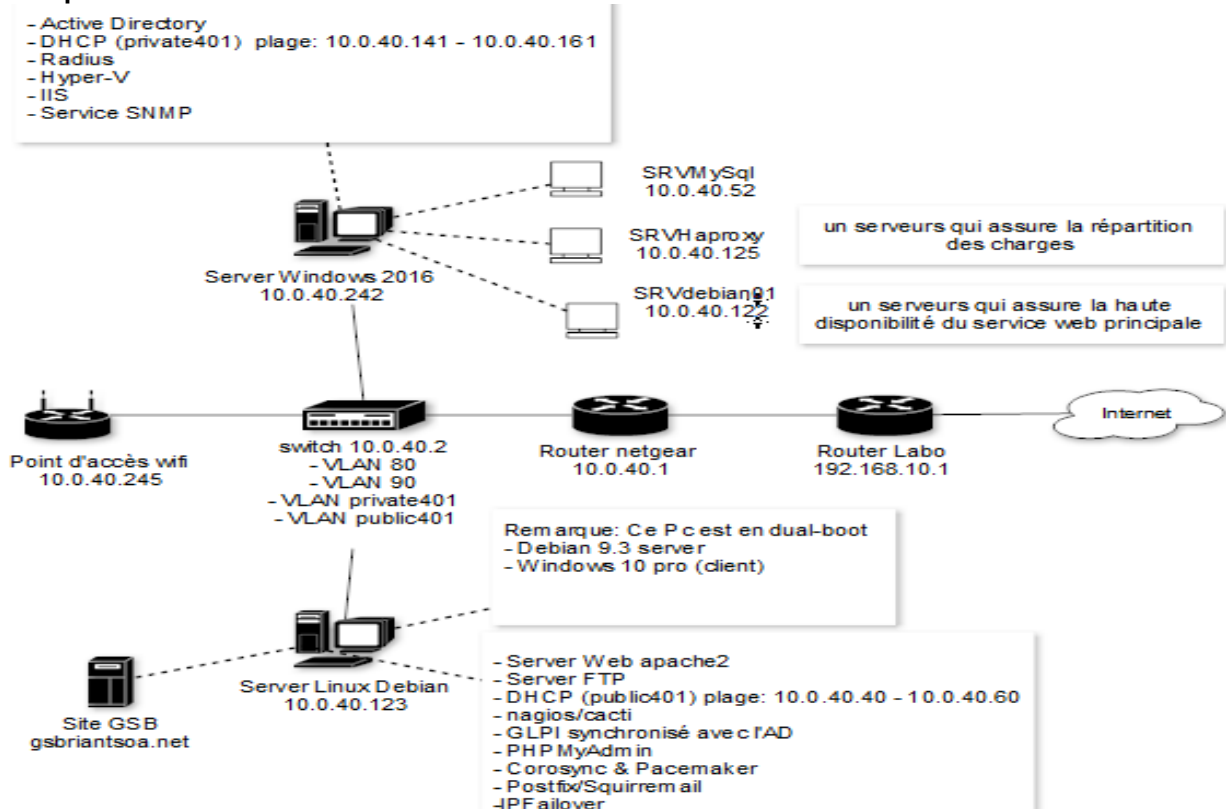 - Active Directory
- DHCP (private401) plage: 10.0.40.141 - 10.0.40.161
- Radius
- Hyper-V
- IIS
- Service SNMP
SRVMySql
10.0.40.52
SRVHaproxy
10.0.40.125
un serveurs qui assure la répartition
des charges
Server Windows 2016
10.0.40.242
SRVdebian01
10.0.40.122
un serveurs qui assure la haute
disponibilité du service web principale
Point d'accès wifi
10.0.40.245
switch 10.0.40.2
- VLAN 80
- VLAN 90
- VLAN private401
- VLAN public401
Router netgear
10.0.40.1
Router Labo
192.168.10.1
Internet
Remarque: Ce Pc est en dual-boot
- Debian 9.3 server
- Windows 10 pro (client)
Server Linux Debian
10.0.40.123
Site GSB
gsbriantsoa.net
- Server Web apache2
- Server FTP
- DHCP (public401) plage: 10.0.40.40 - 10.0.40.60
- nagios/cacti
- GLPI synchronisé avec l'AD
- PHPMyAdmin
- Corosync & Pacemaker
- Postfix/Squirremail
-IPFailover